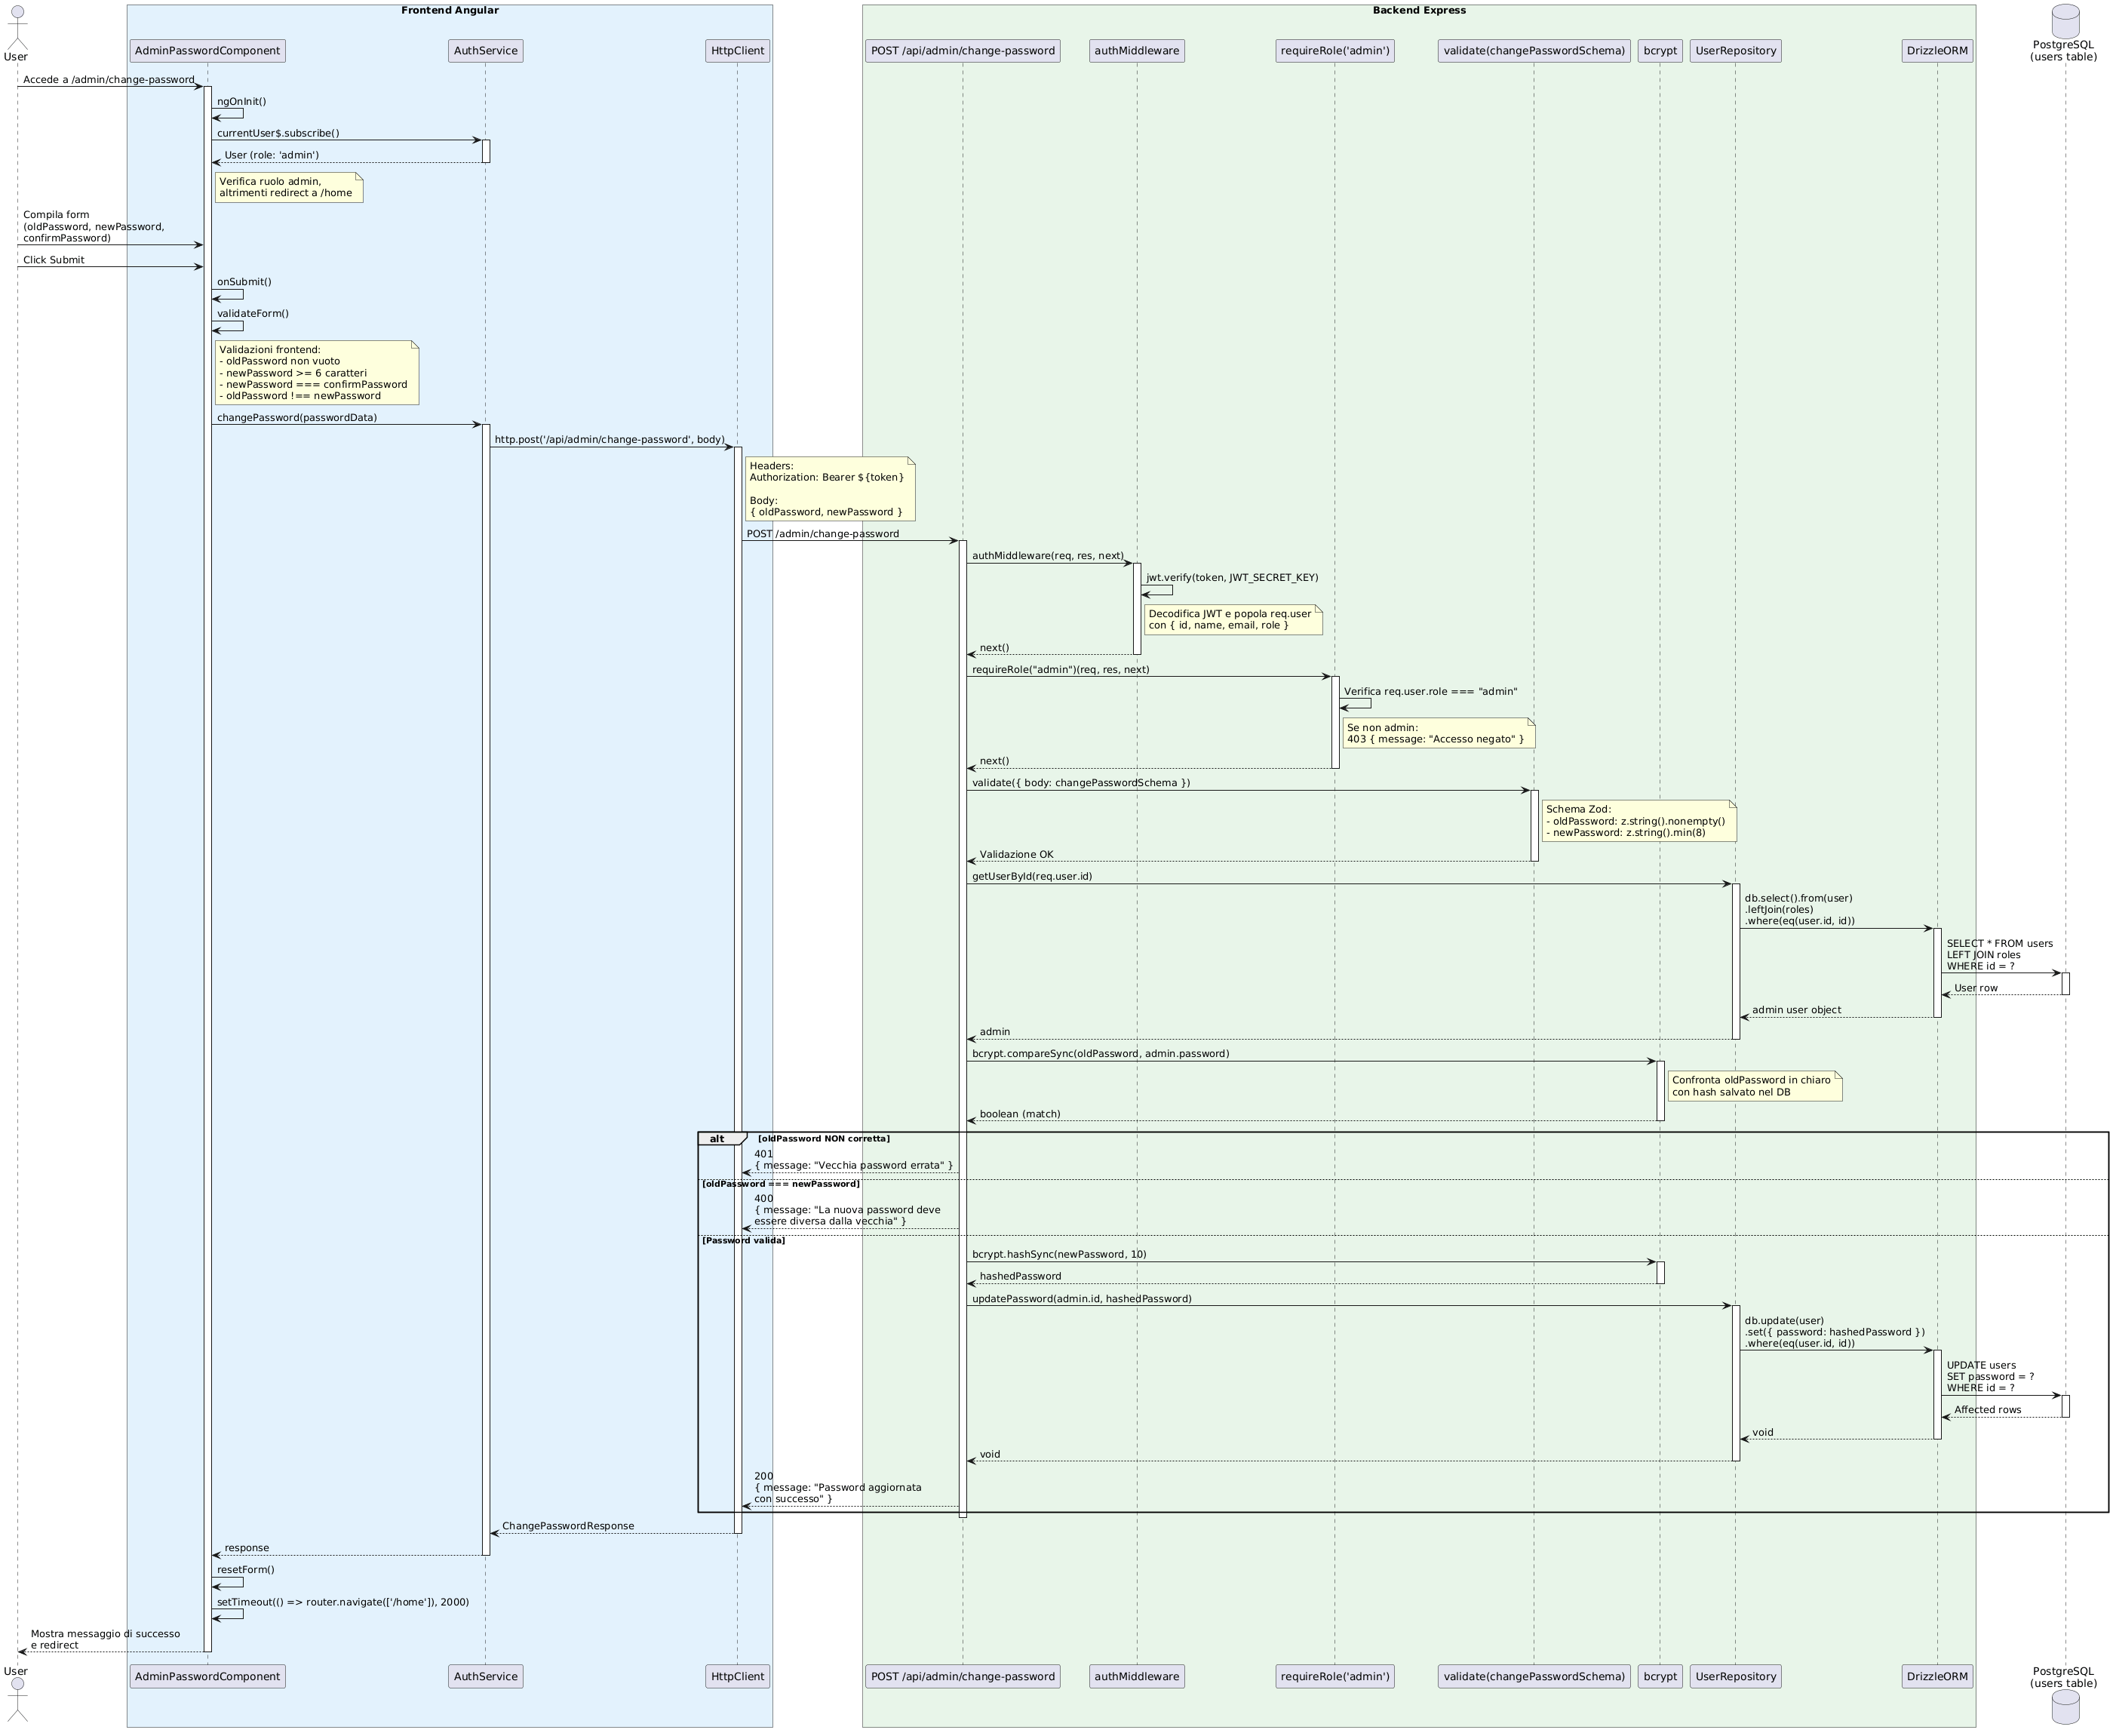 Frontend Angular
Backend Express
User
AdminPasswordComponent
AuthService
HttpClient
POST /api/admin/change-password
authMiddleware
requireRole('admin')
validate(changePasswordSchema)
bcrypt
UserRepository
DrizzleORM
PostgreSQL
(users table)
Accede a /admin/change-password
ngOnInit()
currentUser$.subscribe()
User (role: 'admin')
Verifica ruolo admin,
altrimenti redirect a /home
Compila form
(oldPassword, newPassword,
confirmPassword)
Click Submit
onSubmit()
validateForm()
Validazioni frontend:
- oldPassword non vuoto
- newPassword >= 6 caratteri
- newPassword === confirmPassword
- oldPassword !== newPassword
changePassword(passwordData)
http.post('/api/admin/change-password', body)
Headers:
Authorization: Bearer ${token}
Body:
{ oldPassword, newPassword }
POST /admin/change-password
authMiddleware(req, res, next)
jwt.verify(token, JWT_SECRET_KEY)
Decodifica JWT e popola req.user
con { id, name, email, role }
next()
requireRole("admin")(req, res, next)
Verifica req.user.role === "admin"
Se non admin:
403 { message: "Accesso negato" }
next()
validate({ body: changePasswordSchema })
Schema Zod:
- oldPassword: z.string().nonempty()
- newPassword: z.string().min(8)
Validazione OK
getUserById(req.user.id)
db.select().from(user)
.leftJoin(roles)
.where(eq(user.id, id))
SELECT * FROM users
LEFT JOIN roles
WHERE id = ?
User row
admin user object
admin
bcrypt.compareSync(oldPassword, admin.password)
Confronta oldPassword in chiaro
con hash salvato nel DB
boolean (match)
alt
[oldPassword NON corretta]
401
{ message: "Vecchia password errata" }
[oldPassword === newPassword]
400
{ message: "La nuova password deve
essere diversa dalla vecchia" }
[Password valida]
bcrypt.hashSync(newPassword, 10)
hashedPassword
updatePassword(admin.id, hashedPassword)
db.update(user)
.set({ password: hashedPassword })
.where(eq(user.id, id))
UPDATE users
SET password = ?
WHERE id = ?
Affected rows
void
void
200
{ message: "Password aggiornata
con successo" }
ChangePasswordResponse
response
resetForm()
setTimeout(() => router.navigate(['/home']), 2000)
Mostra messaggio di successo
e redirect
User
AdminPasswordComponent
AuthService
HttpClient
POST /api/admin/change-password
authMiddleware
requireRole('admin')
validate(changePasswordSchema)
bcrypt
UserRepository
DrizzleORM
PostgreSQL
(users table)